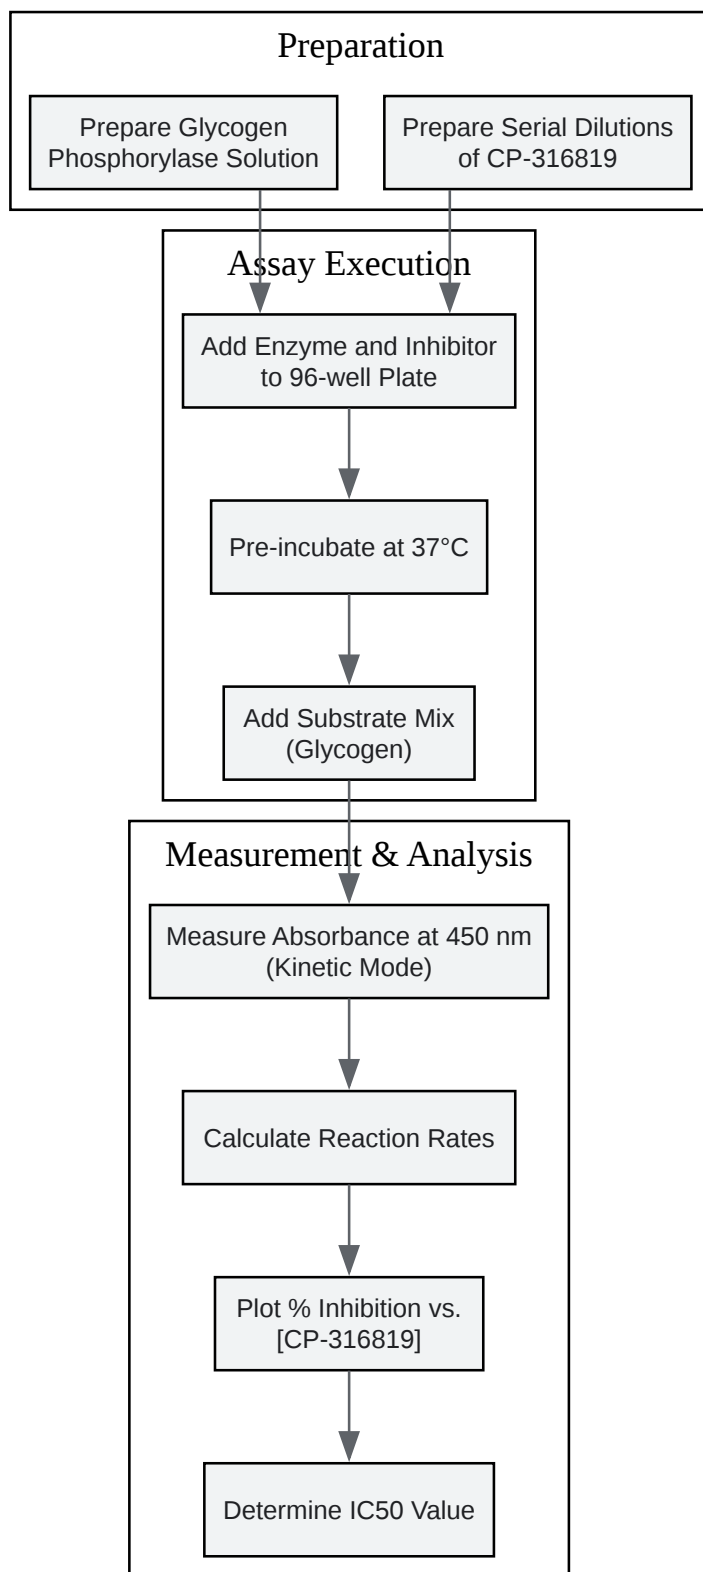 Preparation
Prepare Glycogen
Phosphorylase Solution
Prepare Serial Dilutions
of CP-316819
Assay Execution
Add Enzyme and Inhibitor
to 96-well Plate
Pre-incubate at 37°C
Add Substrate Mix
(Glycogen)
Measurement & Analysis
Measure Absorbance at 450 nm
(Kinetic Mode)
Calculate Reaction Rates
Plot % Inhibition vs.
[CP-316819]
Determine IC50 Value